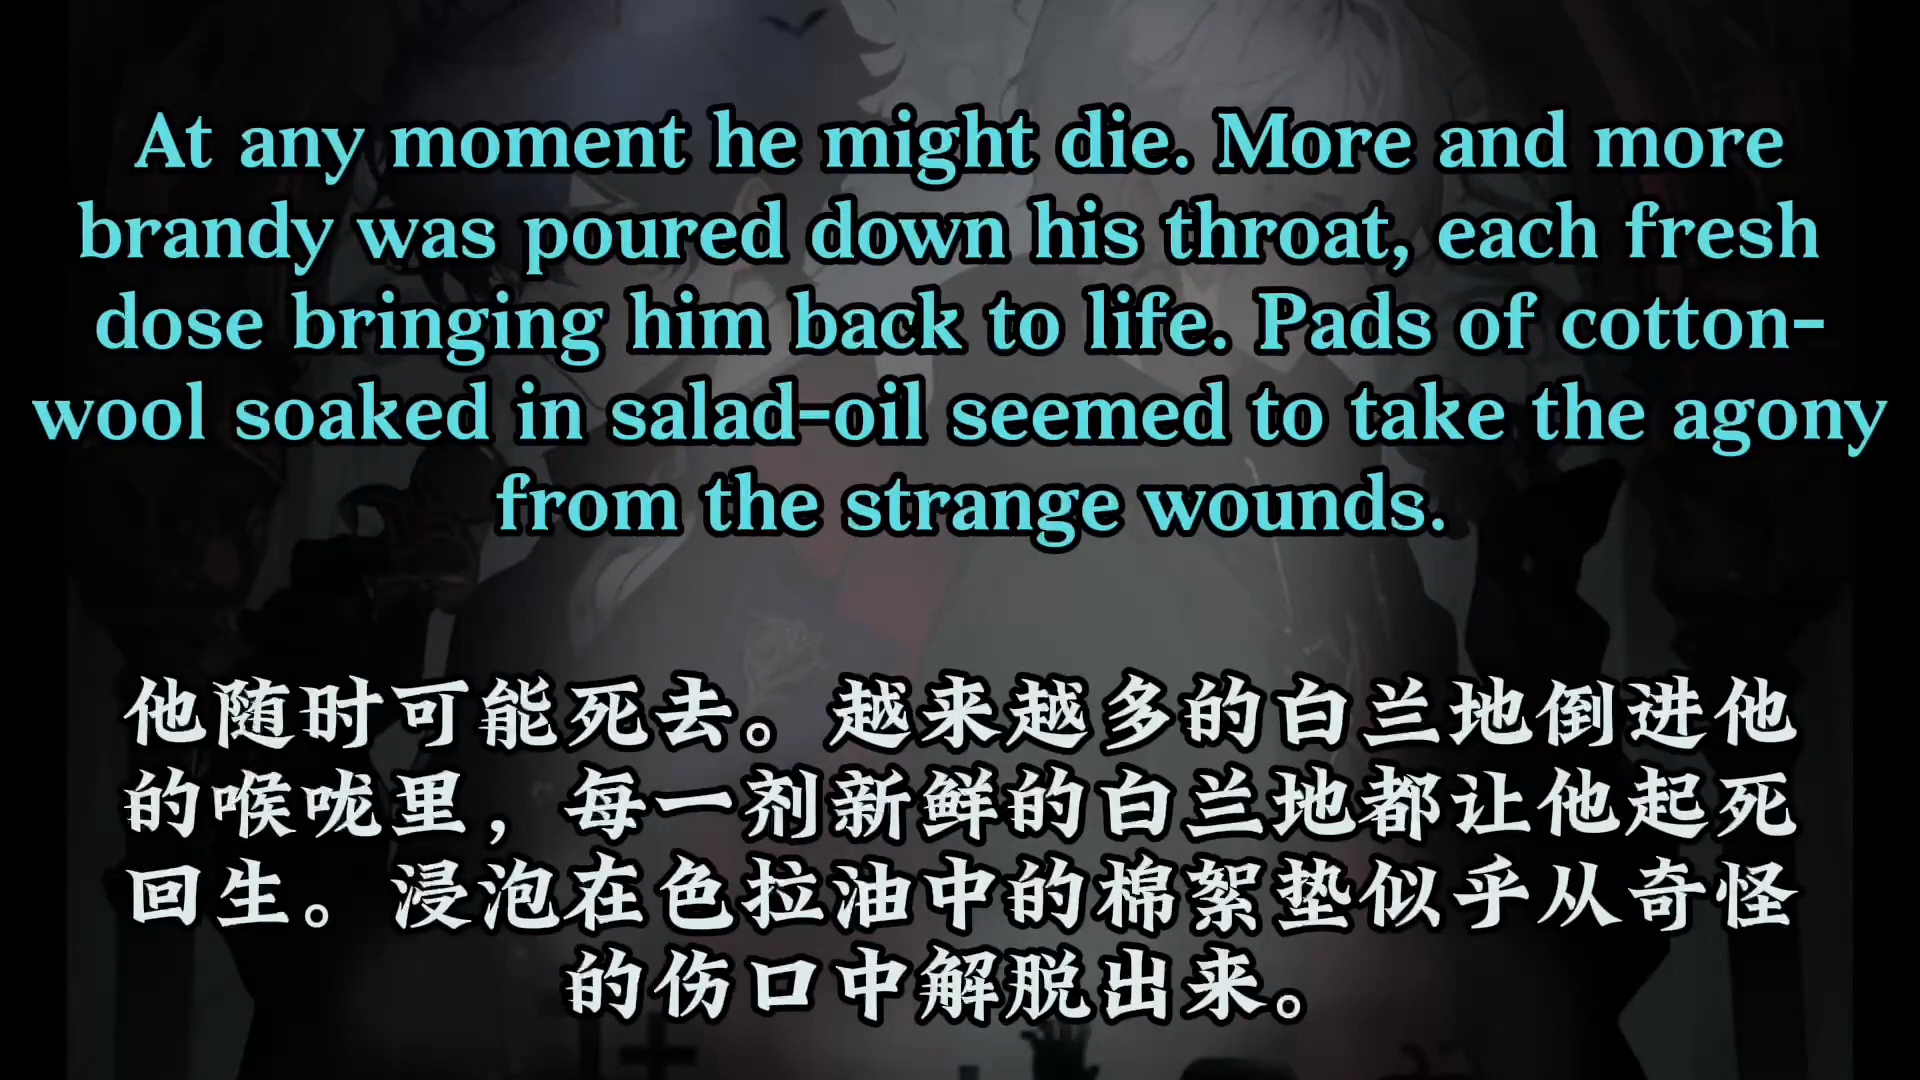 At any moment he might die. More and more
brandy was poured down his throat, each fresh
dose bringing him back to life. Pads of cotton-
wool soaked in salad-oil seemed to take the agony
from the strange wounds.
他随时可能死去。越来越多的白兰地倒进他
的喉咙里，每一剂新鲜的白兰地都让他起死
回生。浸泡在色拉油中的棉絮垫似乎从奇怪
的伤口中解脱出来。